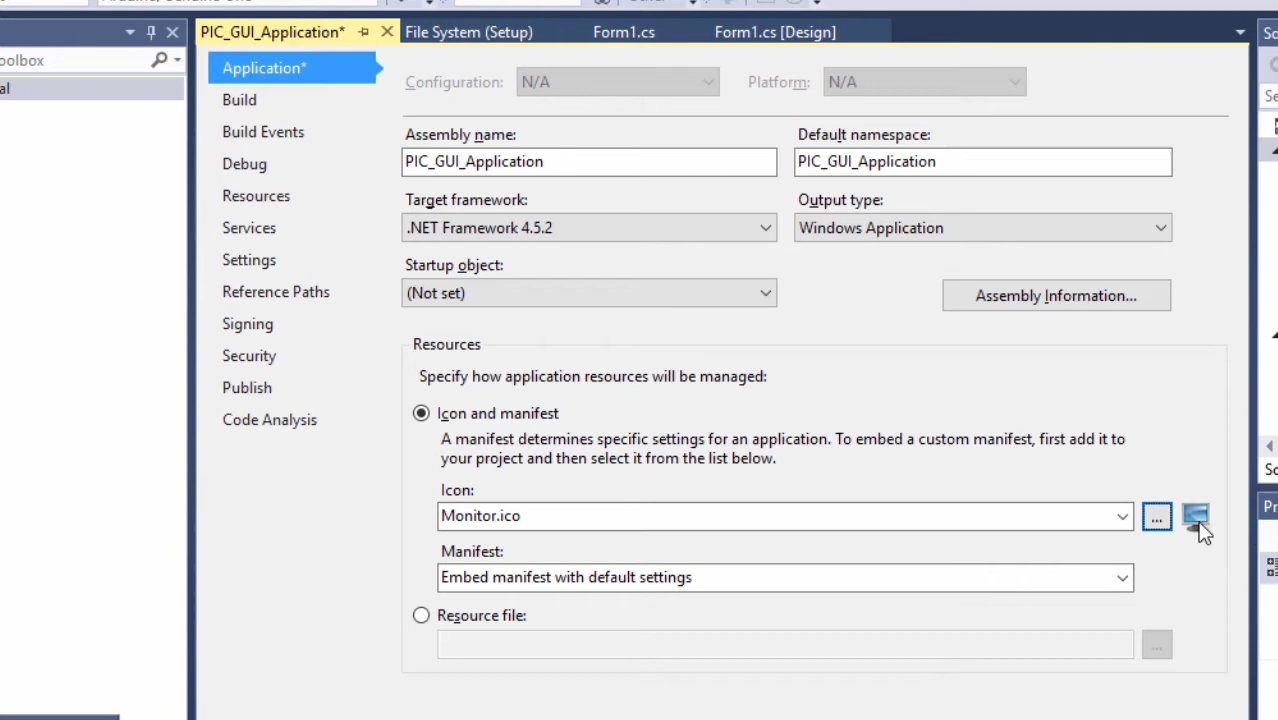 PIC_GUI_Application*
File System (Setup)
Form1.cs
Form1.cs [Design]
Application*
Configuration:
N/A
Platform:
N/A
Build
Build Events
Debug
Resources
Services
Settings
Reference Paths
Signing
Security
Publish
Code Analysis
Assembly name:
Default namespace:
PIC_GUI_Application
PIC_GUI_Application
Target framework:
Output type:
.NET Framework 4.5.2
Windows Application
Startup object:
(Not set)
Assembly Information...
Resources
Specify how application resources will be managed:
Icon and manifest
A manifest determines specific settings for an application. To embed a custom manifest, first add it to
your project and then select it from the list below.
Icon:
Monitor.ico
...
Manifest:
Embed manifest with default settings
Resource file:
...